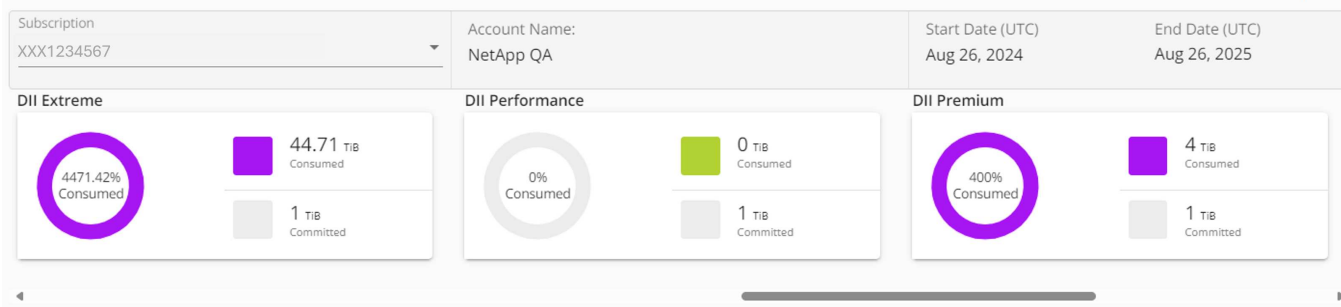 Subscription
XXX1234567
Account Name:
NetApp QA
Start Date (UTC)
Aug 26, 2024
End Date (UTC)
Aug 26, 2025
DII Extreme
4471.42%
Consumed
44.71 TiB
Consumed
1 TiB
Committed
DII Performance
0%
Consumed
0 TiB
Consumed
1 TiB
Committed
DII Premium
400%
Consumed
4 TiB
Consumed
1 TiB
Committed